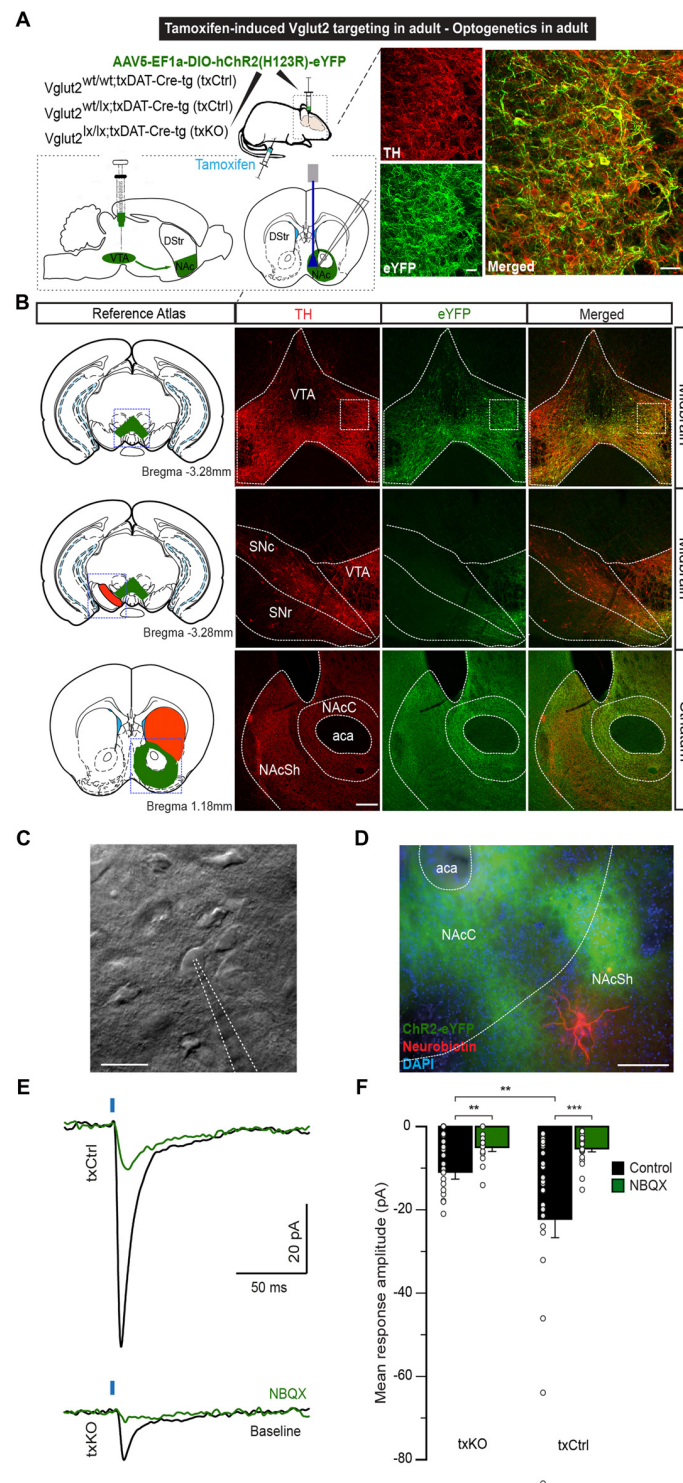 A
Tamoxifen-induced Vglut2 targeting in adult - Optogenetics in adult
AAV5-EF1a-DIO-hChR2(H123R)-eYFP
Vglut2wt/wt;txDAT-Cre-tg (txCtrl)
Vglut2wt/lx;txDAT-Cre-tg (txCtrl)
Vglut2lx/lx;txDAT-Cre-tg (txKO)
Tamoxifen
VTA
NAc
DStr
DStr
NAc
TH
eYFP
Merged
B
Reference Atlas
TH
eYFP
Merged
VTA
Bregma -3.28mm
SNc
VTA
SNr
Bregma -3.28mm
NAcC
aca
NAcSh
Bregma 1.18mm
C
D
aca
NAcC
NAcSh
ChR2-eYFP
Neurobiotin
DAPI
E
txCtrl
20 pA
50 ms
txKO
NBQX
Baseline
F
**
**
***
0
-20
-40
-60
-80
Mean response amplitude (pA)
Control
NBQX
txKO
txCtrl